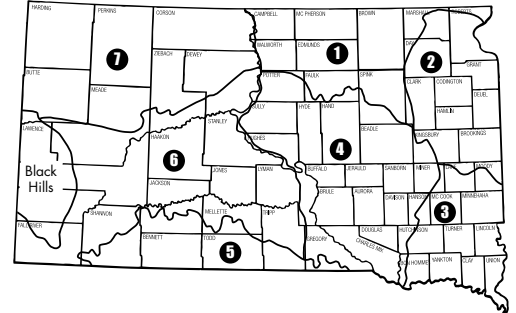 HARDING
PERKINS
CORSON
CAMPBELL
MC PHERSON
BROWN
MARSHALL
ROBERTS
WALWORTH
EDMUNDS
DAY
7
ZIEBACH
DEWEY
1
2
GRANT
BUTTE
POTTER
FAULK
SPINK
CLARK
CODINGTON
DEUEL
MEADE
SULLY
HYDE
HAND
HAMLIN
LAWENCE
STANLEY
BEADLE
HAAKON
HUGHES
4
KINGSBURY
BROOKINGS
Black
Hills
6
JONES
LYMAN
BUFFALO
JERAULD
SANBORN
MINER
MOODY
JACKSON
BRULE
AURORA
DAVISON
HANSON
MC COOK
MINNEHAHA
3
SHANNON
MELLETTE
TRIPP
FALL RIVER
BENNETT
TODD
5
GREGORY
CHARLES MIX
DOUGLAS
HUTCHINSON
TURNER
LINCOLN
BON HOMME
YANKTON
CLAY
UNION